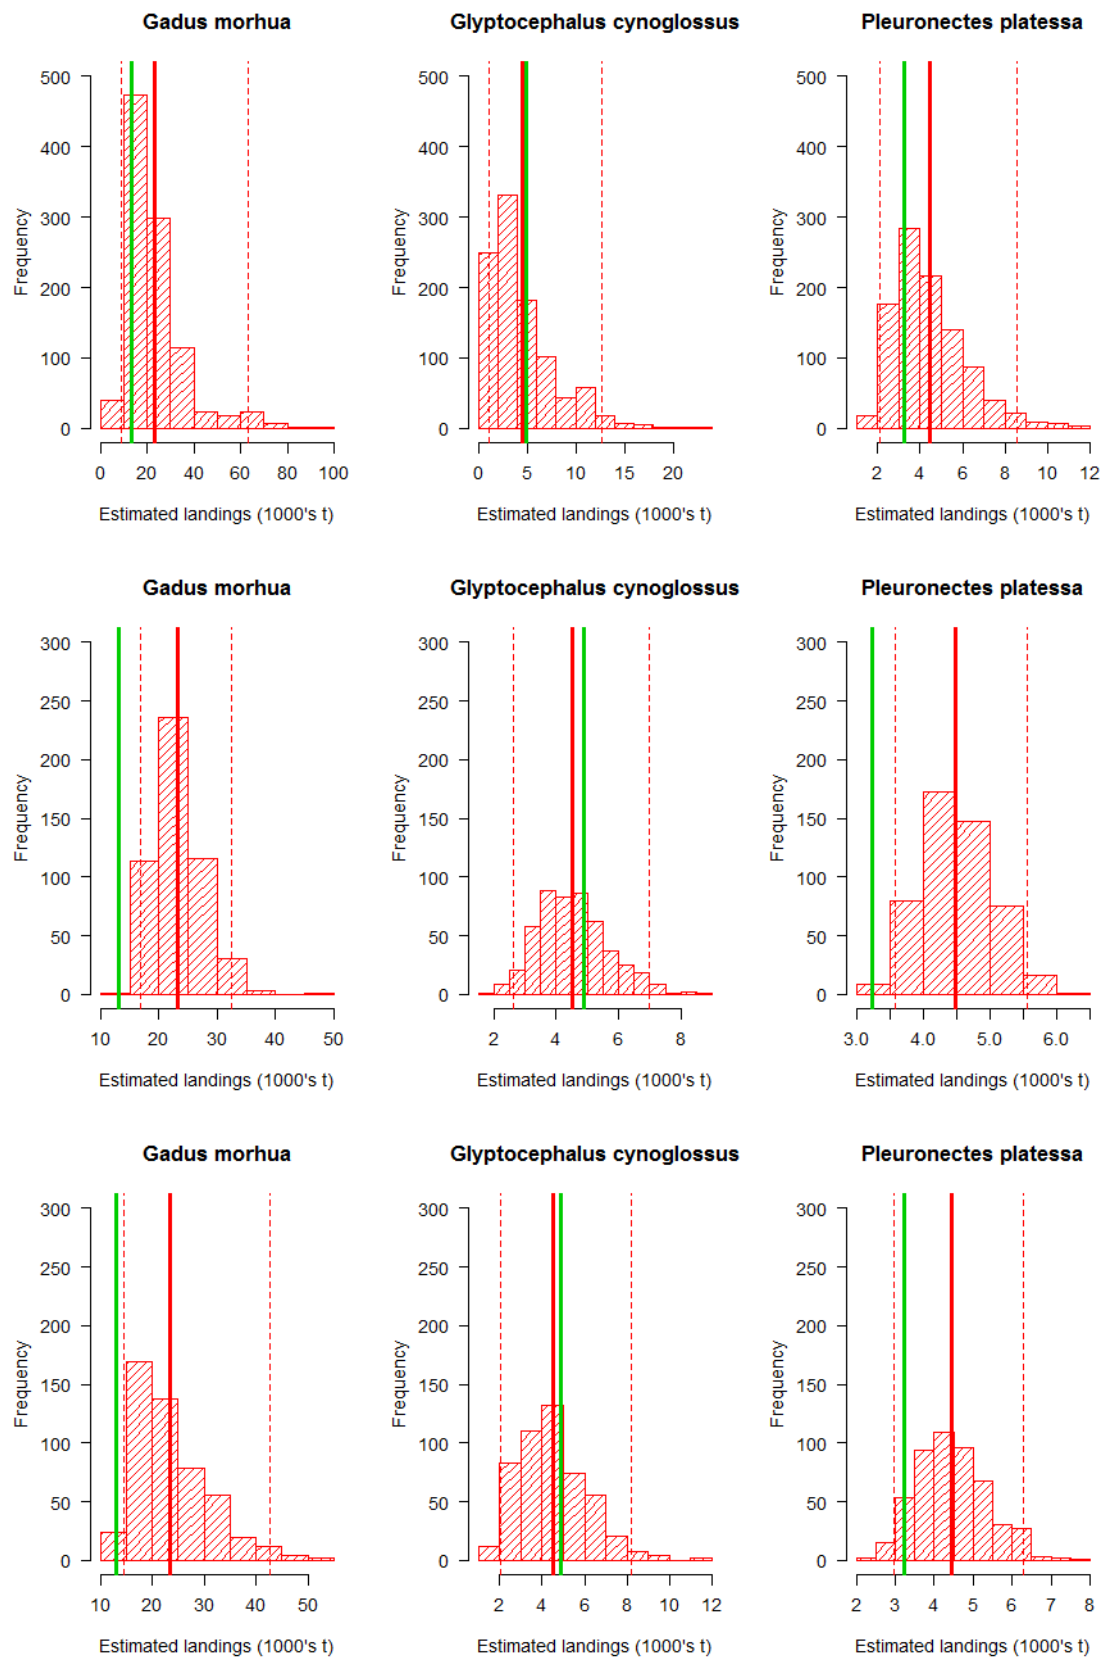 Gadus morhua Glyptocephalus cynoglossus Pleuronectes platessa
Frequency
500
400
300
200
100
0
0 20 40 60 80 100
Estimated landings (1000's t)
Frequency
500
400
300
200
100
0
0 5 10 15 20
Estimated landings (1000's t)
Frequency
500
400
300
200
100
0
2 4 6 8 10 12
Estimated landings (1000's t)
Gadus morhua Glyptocephalus cynoglossus Pleuronectes platessa
Frequency
300
250
200
150
100
50
0
10 20 30 40 50
Estimated landings (1000's t)
Frequency
300
250
200
150
100
50
0
2 4 6 8
Estimated landings (1000's t)
Frequency
300
250
200
150
100
50
0
3.0 4.0 5.0 6.0
Estimated landings (1000's t)
Gadus morhua Glyptocephalus cynoglossus Pleuronectes platessa
Frequency
300
250
200
150
100
50
0
10 20 30 40 50
Estimated landings (1000's t)
Frequency
300
250
200
150
100
50
0
2 4 6 8 10 12
Estimated landings (1000's t)
Frequency
300
250
200
150
100
50
0
2 3 4 5 6 7 8
Estimated landings (1000's t)